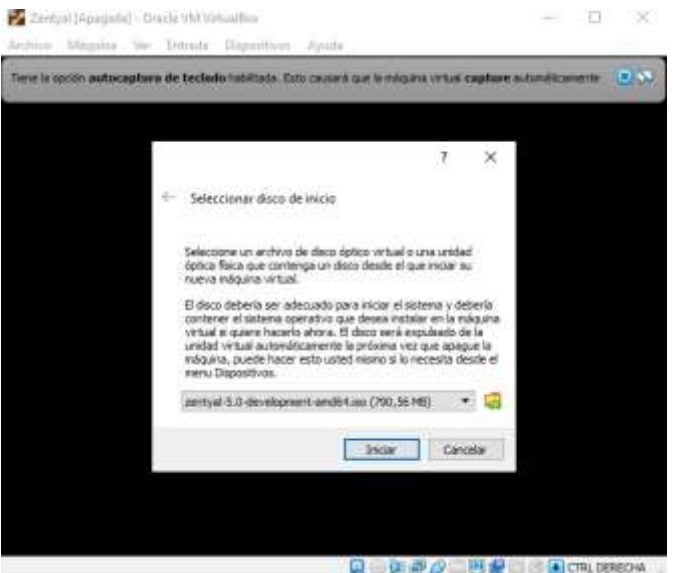 Zentyal [Apagada] - Oracle VM VirtualBox
Archivo Máquina Ver Entrada Dispositivos Ayuda
Tiene la opción autocaptura de teclado habilitada. Esto causará que la máquina virtual capture automáticamente
?
Seleccionar disco de inicio
Seleccione un archivo de disco óptico virtual o una unidad
óptica física que contenga un disco desde el que iniciar su
nueva máquina virtual.
El disco debería ser adecuado para iniciar el sistema y debería
contener el sistema operativo que desea instalar en la máquina
virtual si quiere hacerlo ahora. El disco será expulsado de la
unidad virtual automáticamente la próxima vez que apague la
máquina, puede hacer esto usted mismo si lo necesita desde el
menu Dispositivos.
zentyal-5.0-development-amd64.iso (790,56 MB)
Iniciar Cancelar
CTRL DERECHA